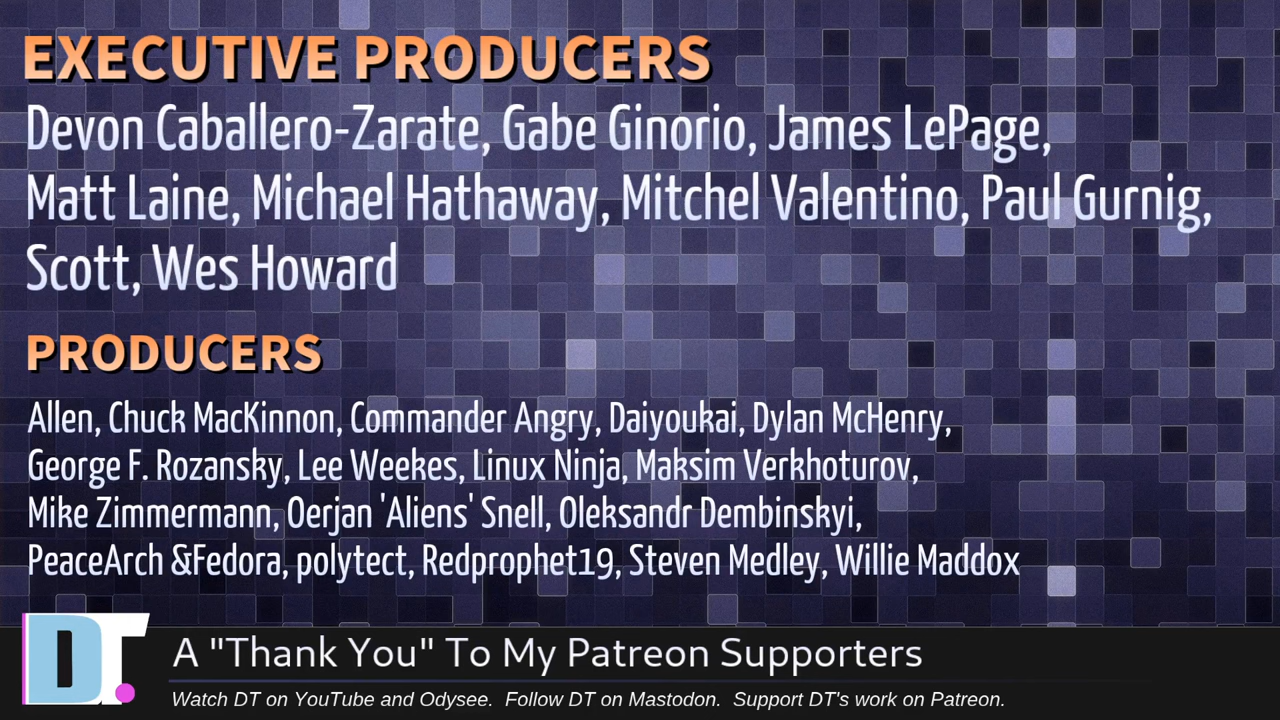 EXECUTIVE PRODUCERS
Devon Caballero-Zarate, Gabe Ginorio, James LePage,
Matt Laine, Michael Hathaway, Mitchel Valentino, Paul Gurnig,
Scott, Wes Howard
PRODUCERS
Allen, Chuck MacKinnon, Commander Angry, Daiyoukai, Dylan McHenry,
George F. Rozansky, Lee Weekes, Linux Ninja, Maksim Verkhoturov,
Mike Zimmermann, Oerjan 'Aliens' Snell, Oleksandr Dembinskyi,
PeaceArch &Fedora, polytect, Redprophet19, Steven Medley, Willie Maddox
DT.
A "Thank You" To My Patreon Supporters
Watch DT on YouTube and Odysee. Follow DT on Mastodon. Support DT's work on Patreon.